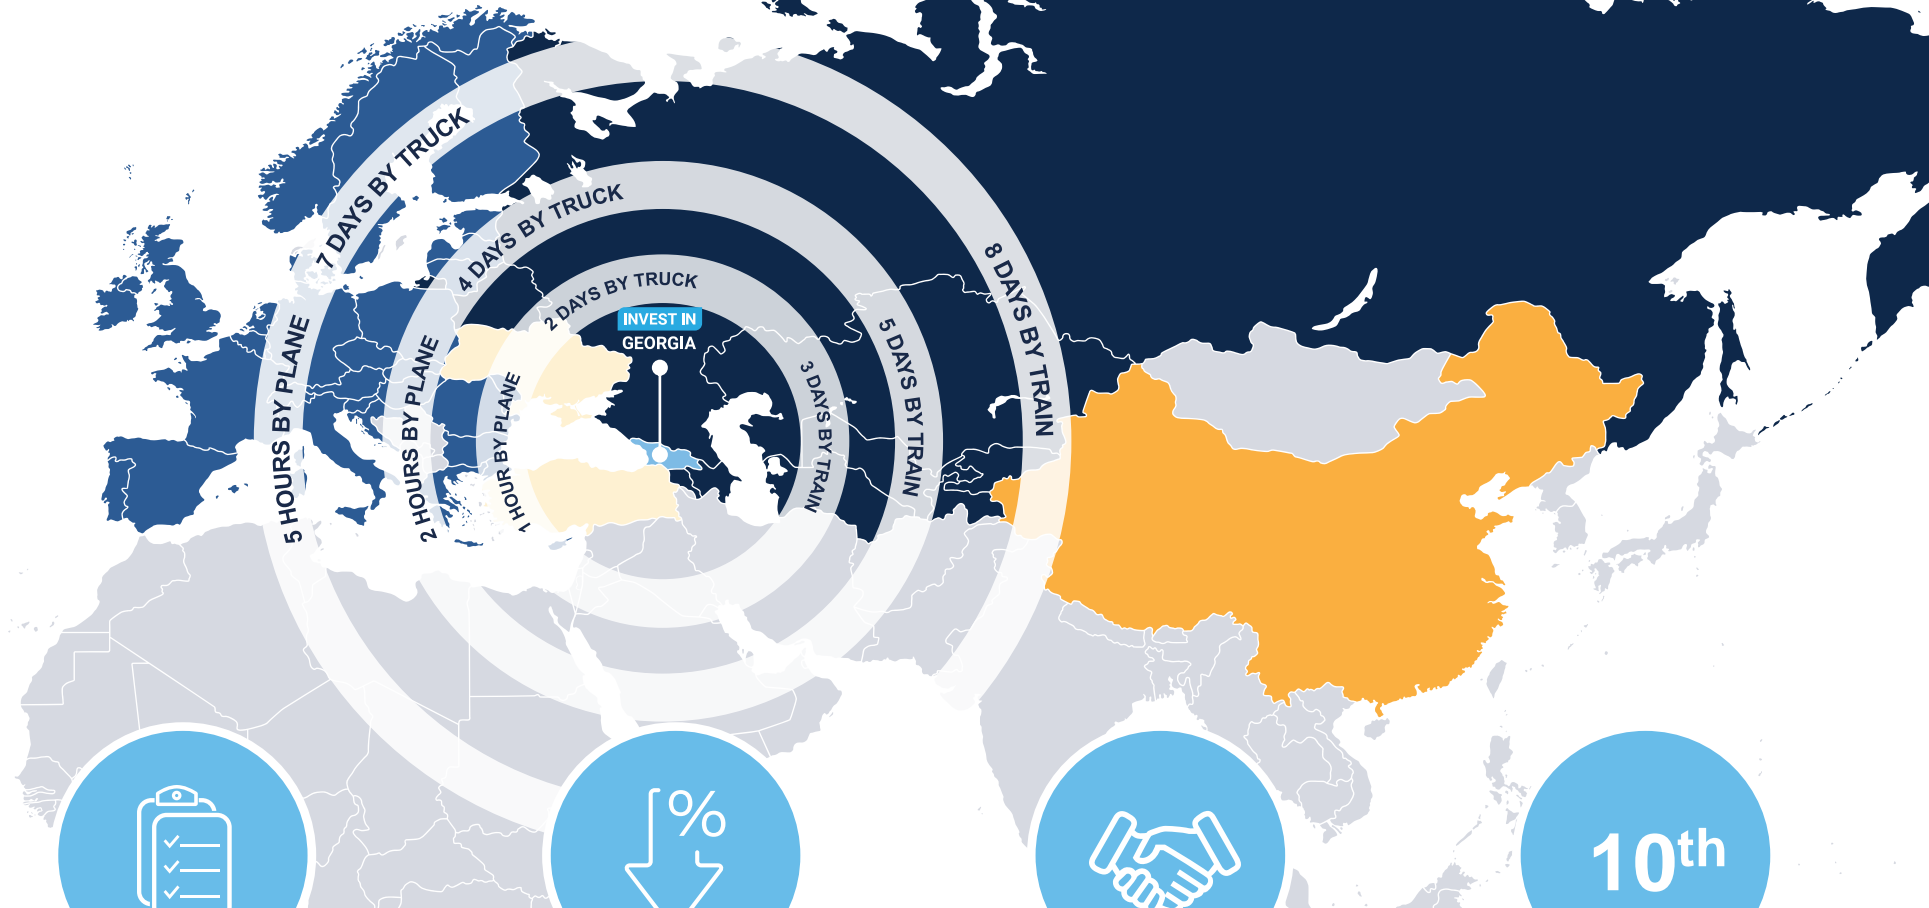 7 DAYS BY TRUCK
4 DAYS BY TRUCK
2 DAYS BY TRUCK
INVEST IN
GEORGIA
8 DAYS BY TRAIN
5 DAYS BY TRAIN
3 DAYS BY TRAIN
5 HOURS BY PLANE
2 HOURS BY PLANE
1 HOUR BY PLANE
%
10th